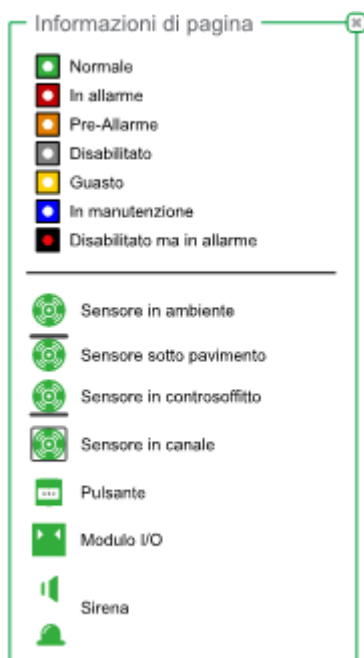 Informazioni di pagina
Normale
In allarme
Pre-Allarme
Disabilitato
Guasto
In manutenzione
Disabilitato ma in allarme
Sensore in ambiente
Sensore sotto pavimento
Sensore in controsoffitto
Sensore in canale
Pulsante
Modulo I/O
Sirena